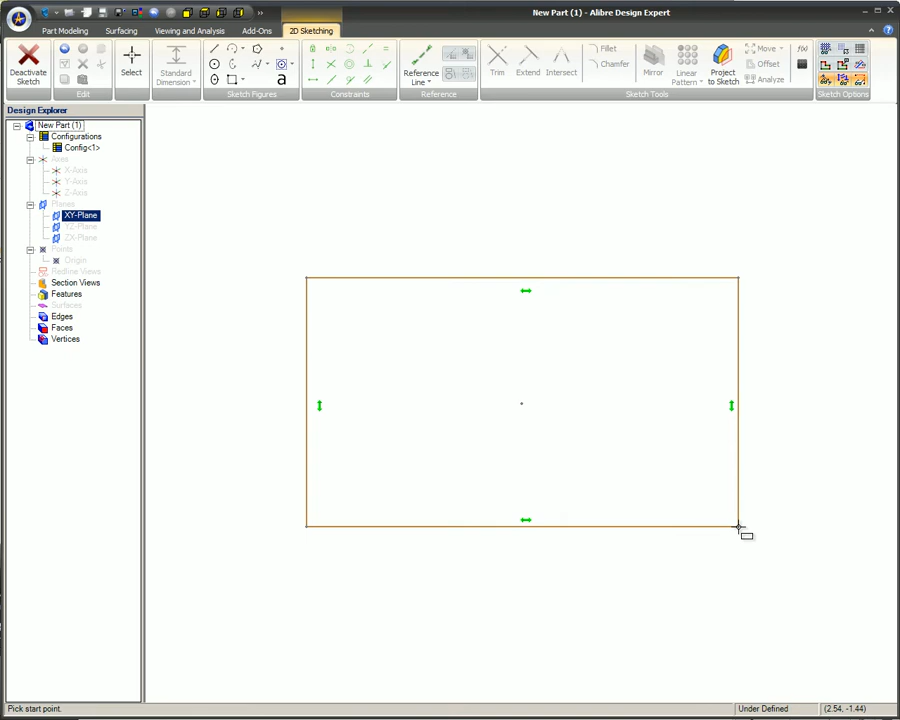 New Part (1) - Alibre Design Expert
Part Modeling Surfacing Viewing and Analysis Add-Ons 2D Sketching
Deactivate Sketch
Edit
Select
Standard Dimension
a
Sketch Figures
Constraints
Reference Line
Reference
Trim
Extend
Intersect
Fillet
Chamfer
Mirror
Linear Pattern
Project to Sketch
Move
Offset
Analyze
f(x)
Sketch Tools
Sketch Options
Design Explorer
New Part (1)
Configurations
Config<1>
Axes
X-Axis
Y-Axis
Z-Axis
Planes
XY-Plane
YZ-Plane
ZX-Plane
Points
Origin
Redline Views
Section Views
Features
Surfaces
Edges
Faces
Vertices
Pick start point.
Under Defined
(2.54, -1.44)